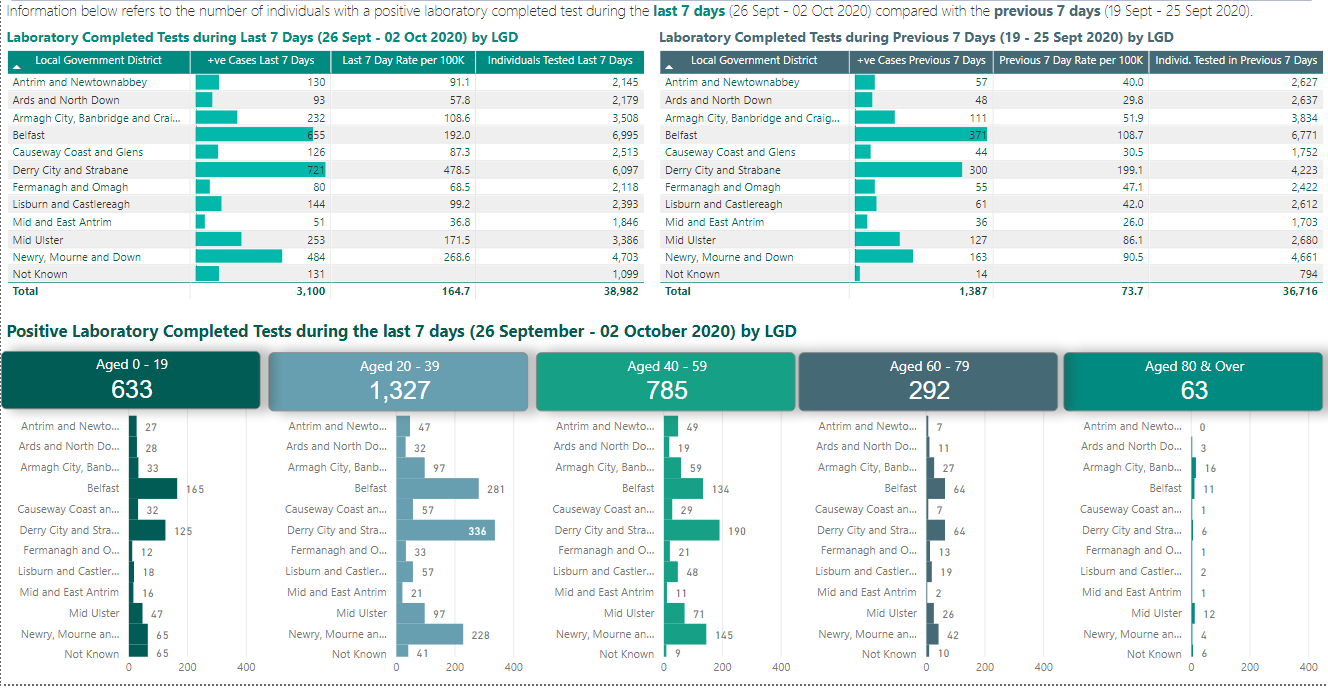 Information below refers to the number of individuals with a positive laboratory completed test during the last 7 days (26 Sept - 02 Oct 2020) compared with the previous 7 days (19 Sept - 25 Sept 2020).
Laboratory Completed Tests during Last 7 Days (26 Sept - 02 Oct 2020) by LGD
Local Government District +ve Cases Last 7 Days Last 7 Day Rate per 100K Individuals Tested Last 7 Days
Antrim and Newtownabbey 130 91.1 2,145
Ards and North Down 93 57.8 2,179
Armagh City, Banbridge and Crai... 232 108.6 3,508
Belfast 655 192.0 6,995
Causeway Coast and Glens 126 87.3 2,513
Derry City and Strabane 721 478.5 6,097
Fermanagh and Omagh 80 68.5 2,118
Lisburn and Castlereagh 144 99.2 2,393
Mid and East Antrim 51 36.8 1,846
Mid Ulster 253 171.5 3,386
Newry, Mourne and Down 484 268.6 4,703
Not Known 131 1,099
Total 3,100 164.7 38,982
Laboratory Completed Tests during Previous 7 Days (19 - 25 Sept 2020) by LGD
Local Government District +ve Cases Previous 7 Days Previous 7 Day Rate per 100K Individ. Tested in Previous 7 Days
Antrim and Newtownabbey 57 40.0 2,627
Ards and North Down 48 29.8 2,637
Armagh City, Banbridge and Craig... 111 51.9 3,834
Belfast 371 108.7 6,771
Causeway Coast and Glens 44 30.5 1,752
Derry City and Strabane 300 199.1 4,223
Fermanagh and Omagh 55 47.1 2,422
Lisburn and Castlereagh 61 42.0 2,612
Mid and East Antrim 36 26.0 1,703
Mid Ulster 127 86.1 2,680
Newry, Mourne and Down 163 90.5 4,661
Not Known 14 794
Total 1,387 73.7 36,716
Positive Laboratory Completed Tests during the last 7 days (26 September - 02 October 2020) by LGD
Aged 0 - 19
633
Antrim and Newto... 27
Ards and North Do... 28
Armagh City, Banb... 33
Belfast 165
Causeway Coast an... 32
Derry City and Stra... 125
Fermanagh and O... 12
Lisburn and Castler... 18
Mid and East Antrim 16
Mid Ulster 47
Newry, Mourne an... 65
Not Known 65
0 200 400
Aged 20 - 39
1,327
Antrim and Newto... 47
Ards and North Do... 32
Armagh City, Banb... 97
Belfast 281
Causeway Coast an... 57
Derry City and Stra... 336
Fermanagh and O... 33
Lisburn and Castler... 57
Mid and East Antrim 21
Mid Ulster 97
Newry, Mourne an... 228
Not Known 41
0 200 400
Aged 40 - 59
785
Antrim and Newto... 49
Ards and North Do... 19
Armagh City, Banb... 59
Belfast 134
Causeway Coast an... 29
Derry City and Stra... 190
Fermanagh and O... 21
Lisburn and Castler... 48
Mid and East Antrim 11
Mid Ulster 71
Newry, Mourne an... 145
Not Known 9
0 200 400
Aged 60 - 79
292
Antrim and Newto... 7
Ards and North Do... 11
Armagh City, Banb... 27
Belfast 64
Causeway Coast an... 7
Derry City and Stra... 64
Fermanagh and O... 13
Lisburn and Castler... 19
Mid and East Antrim 2
Mid Ulster 26
Newry, Mourne an... 42
Not Known 10
0 200 400
Aged 80 & Over
63
Antrim and Newto... 0
Ards and North Do... 3
Armagh City, Banb... 16
Belfast 11
Causeway Coast an... 1
Derry City and Stra... 6
Fermanagh and O... 1
Lisburn and Castler... 2
Mid and East Antrim 1
Mid Ulster 12
Newry, Mourne an... 4
Not Known 6
0 200 400